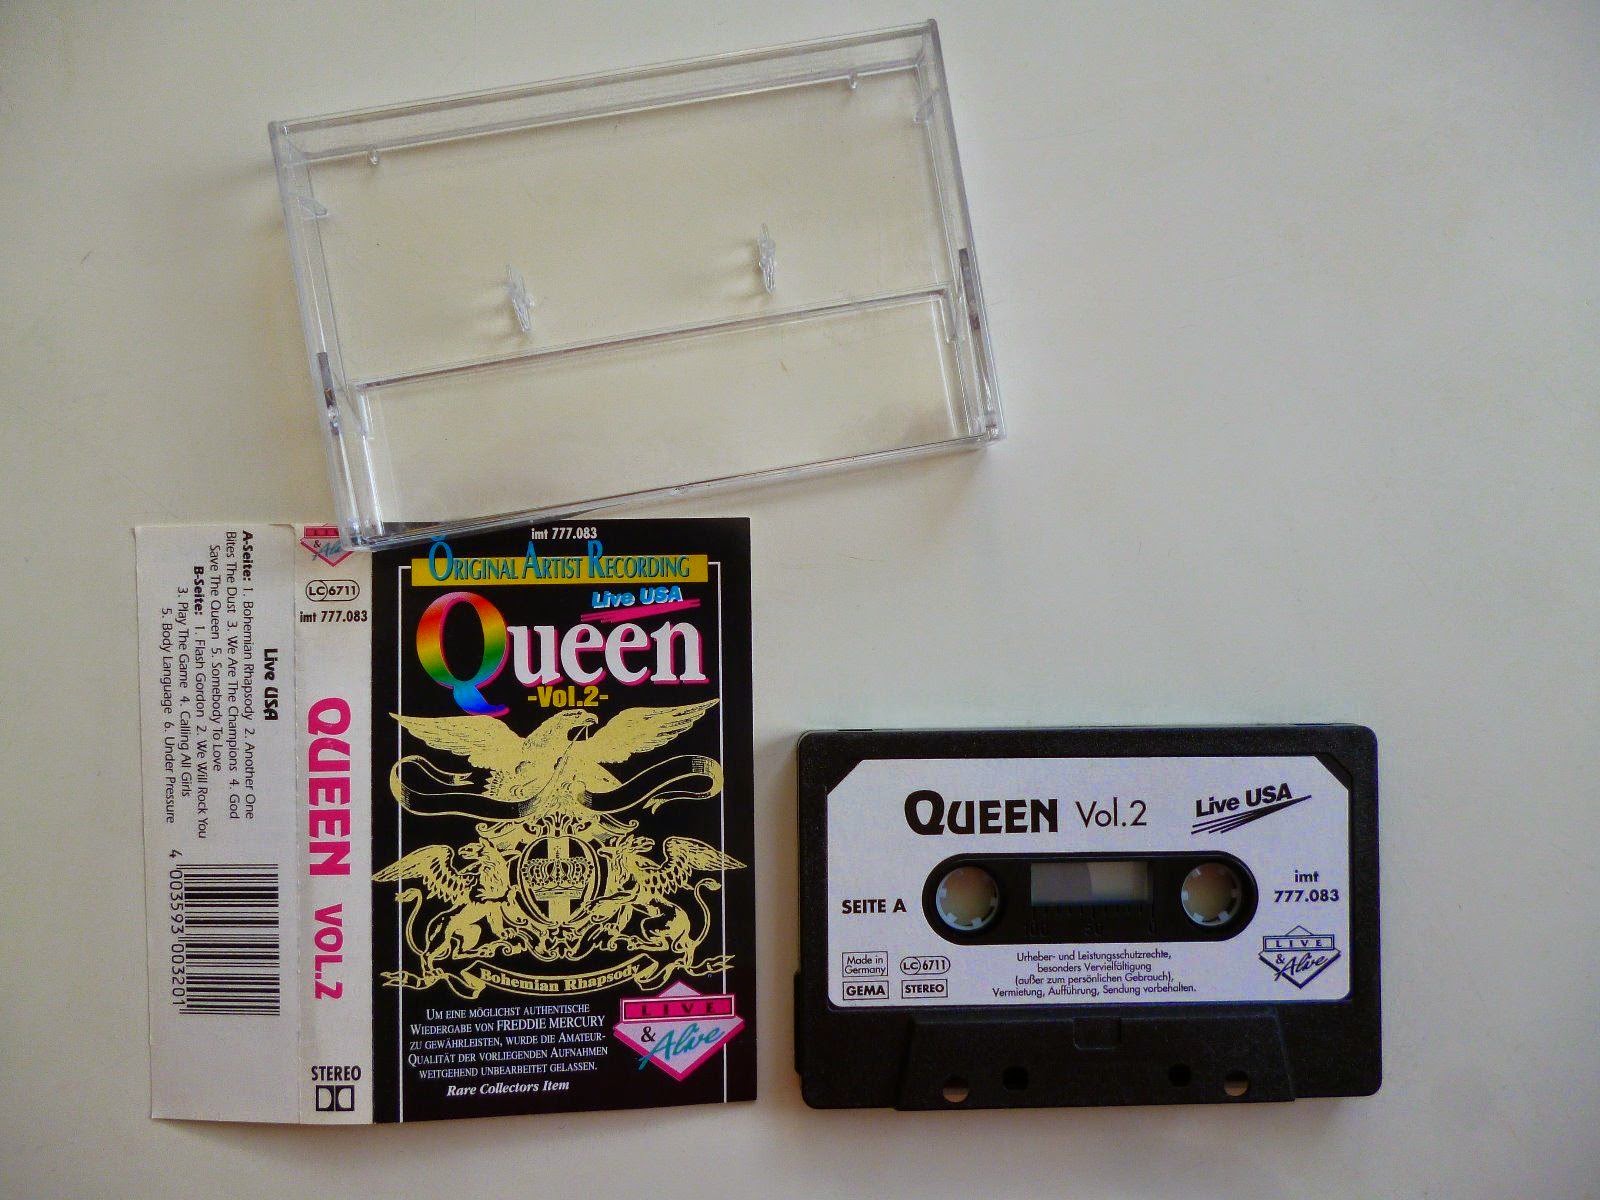 Live USA
A-Seite: 1. Bohemian Rhapsody 2. Another One
Bites The Dust 3. We Are The Champions 4. God
Save The Queen 5. Somebody To Love
B-Seite: 1. Flash Gordon 2. We Will Rock You
3. Play The Game 4. Calling All Girls
5. Body Language 6. Under Pressure
4 003593 003201
LIVE
& Alive
LC 6711
imt 777.083
QUEEN VOL.2
STEREO
imt 777.083
ORIGINAL ARTIST RECORDING
Live USA
Queen
-Vol.2-
Bohemian Rhapsody
UM EINE MÖGLICHST AUTHENTISCHE
WIEDERGABE VON FREDDIE MERCURY
ZU GEWÄHRLEISTEN, WURDE DIE AMATEUR-
QUALITÄT DER VORLIEGENDEN AUFNAHMEN
WEITGEHEND UNBEARBEITET GELASSEN.
Rare Collectors Item
LIVE
& Alive
QUEEN Vol.2
Live USA
SEITE A
100 50 0
imt
777.083
Made in
Germany
LC 6711
GEMA
STEREO
Urheber- und Leistungsschutzrechte,
besonders Vervielfältigung
(außer zum persönlichen Gebrauch),
Vermietung, Aufführung, Sendung vorbehalten.
LIVE
& Alive